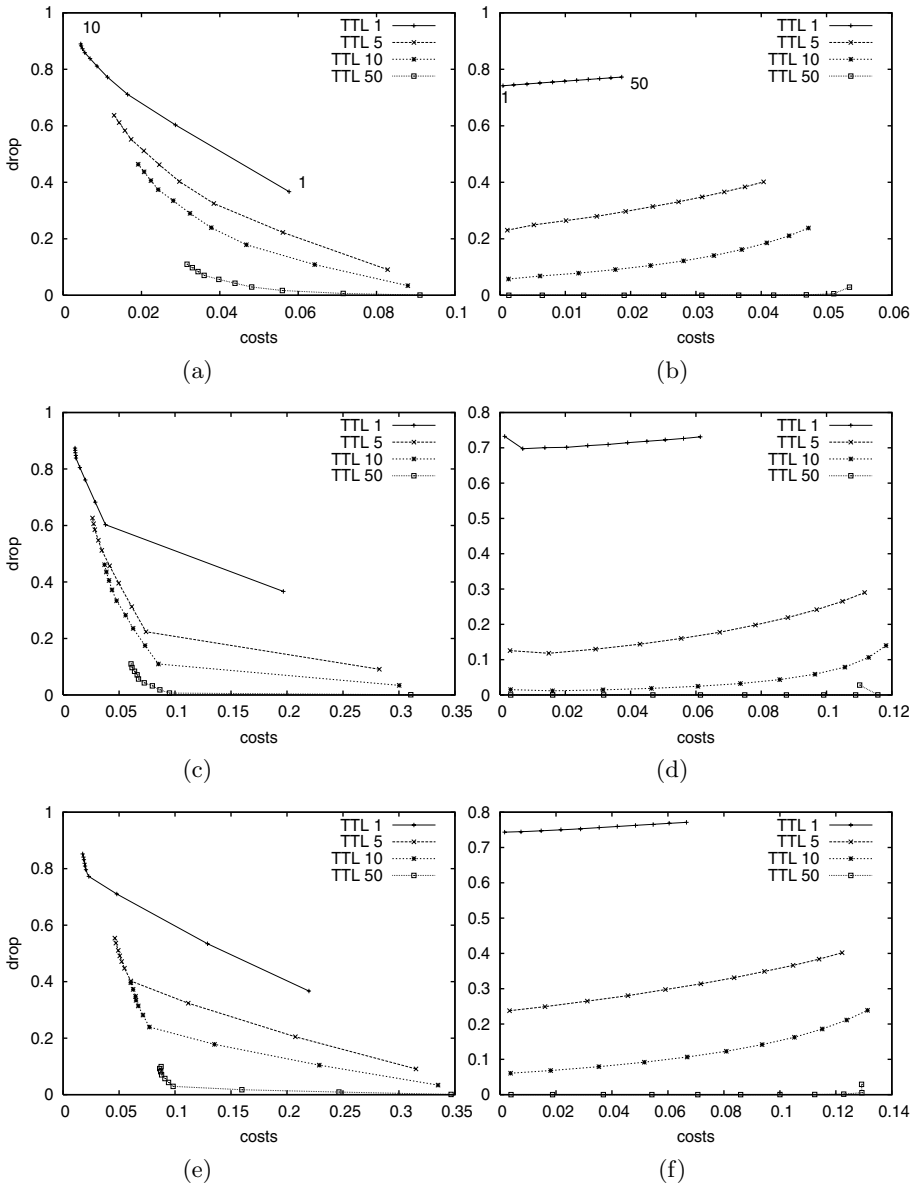 1
0.8
0.6
0.4
0.2
0
drop
0
0.02
0.04
0.06
0.08
0.1
costs
10
1
TTL 1
TTL 5
TTL 10
TTL 50
(a)
1
0.8
0.6
0.4
0.2
0
0
0.01
0.02
0.03
0.04
0.05
0.06
costs
1
50
TTL 1
TTL 5
TTL 10
TTL 50
(b)
1
0.8
0.6
0.4
0.2
0
drop
0
0.05
0.1
0.15
0.2
0.25
0.3
0.35
costs
TTL 1
TTL 5
TTL 10
TTL 50
(c)
0.8
0.7
0.6
0.5
0.4
0.3
0.2
0.1
0
0
0.02
0.04
0.06
0.08
0.1
0.12
costs
TTL 1
TTL 5
TTL 10
TTL 50
(d)
1
0.8
0.6
0.4
0.2
0
drop
0
0.05
0.1
0.15
0.2
0.25
0.3
0.35
costs
TTL 1
TTL 5
TTL 10
TTL 50
(e)
0.8
0.7
0.6
0.5
0.4
0.3
0.2
0.1
0
0
0.02
0.04
0.06
0.08
0.1
0.12
0.14
costs
TTL 1
TTL 5
TTL 10
TTL 50
(f)